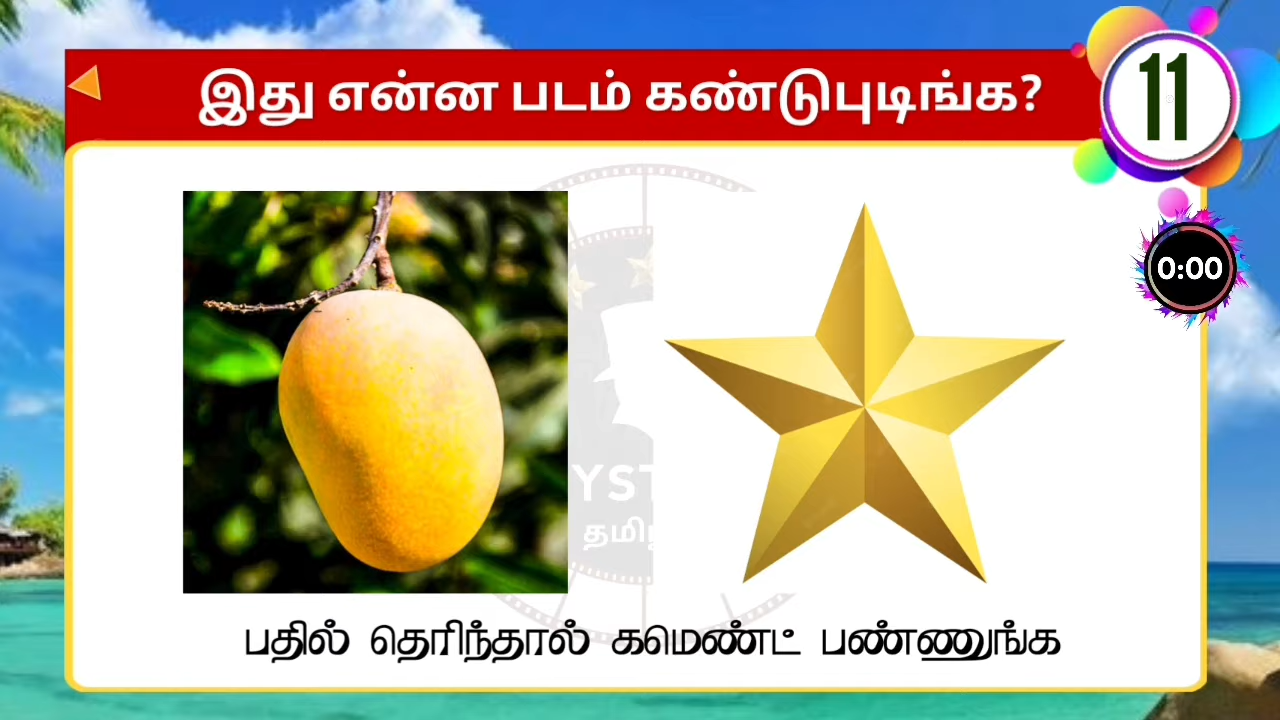 இது என்ன படம் கண்டுபுடிங்க?
11
0:00
பதில் தெரிந்தால் கமெண்ட் பண்ணுங்க